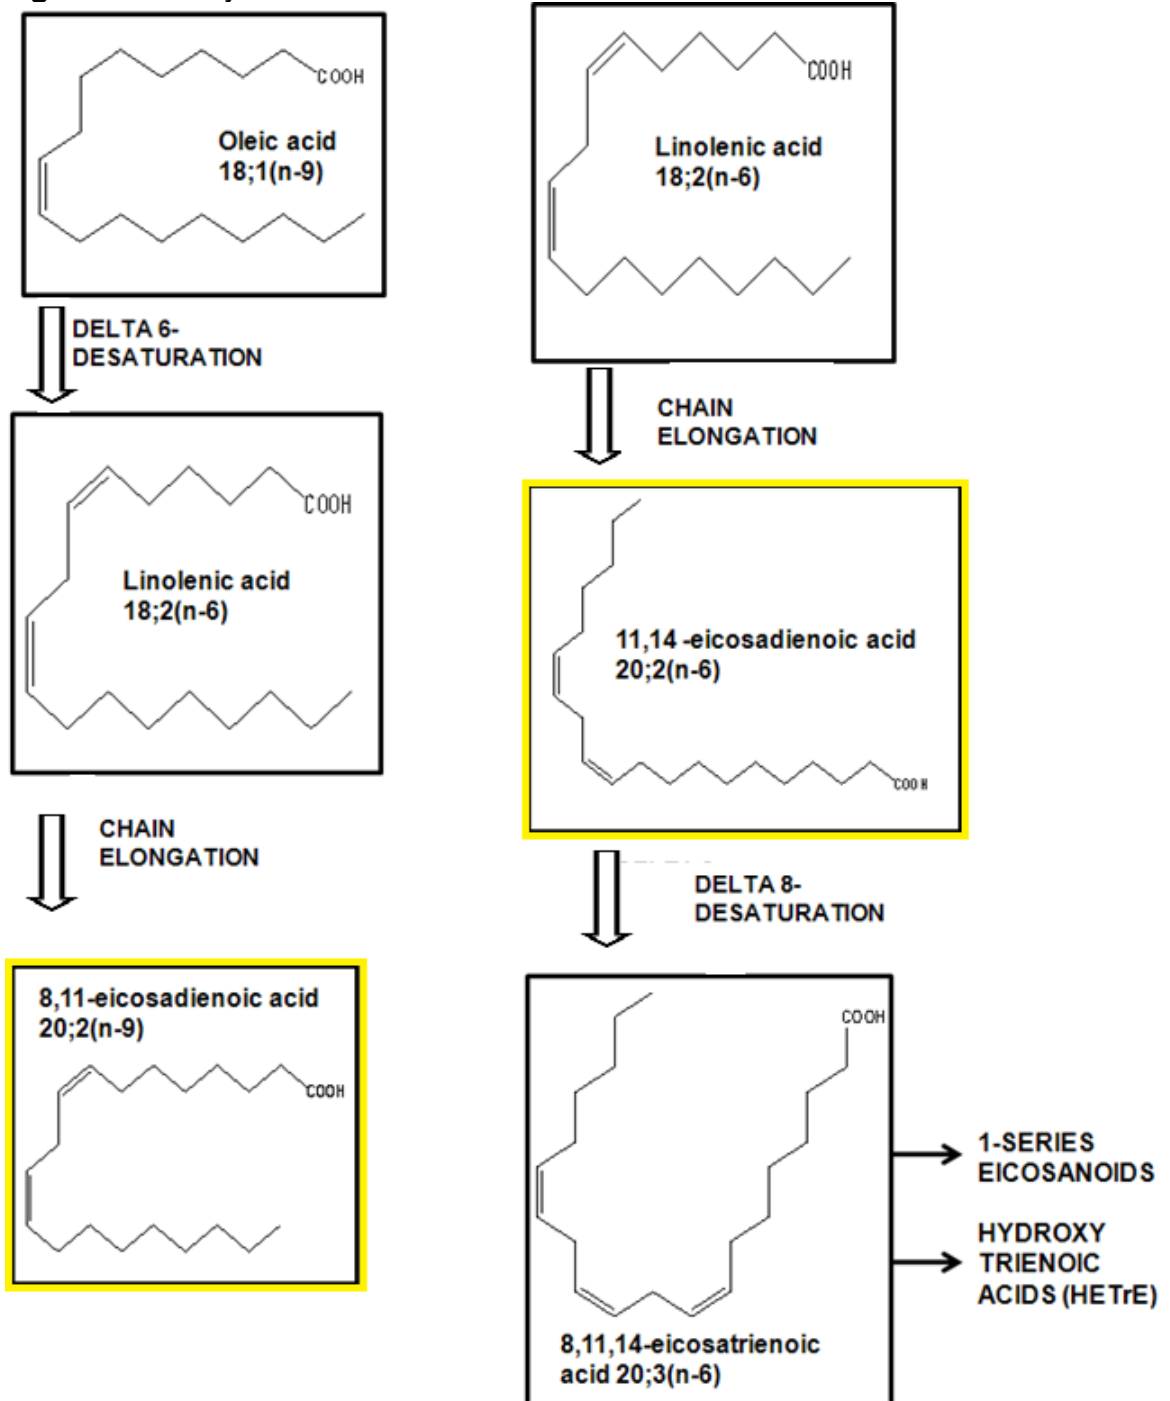 COOH
Oleic acid
18;1(n-9)
DELTA 6-
DESATURATION
COOH
Linolenic acid
18;2(n-6)
CHAIN
ELONGATION
8,11-eicosadienoic acid
20;2(n-9)
COOH
COOH
Linolenic acid
18;2(n-6)
CHAIN
ELONGATION
11,14 -eicosadienoic acid
20;2(n-6)
COOH
DELTA 8-
DESATURATION
COOH
8,11,14-eicosatrienoic
acid 20;3(n-6)
1-SERIES
EICOSANOIDS
HYDROXY
TRIENOIC
ACIDS (HETrE)